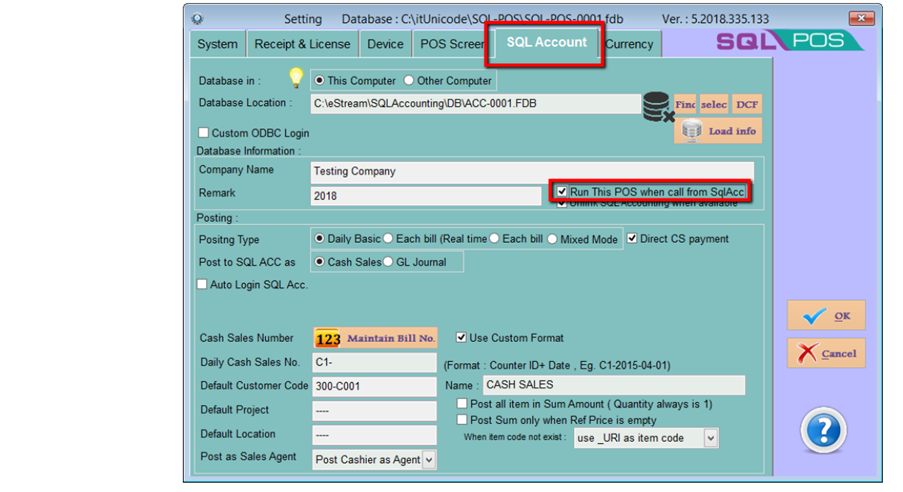 Setting Database : C:\itUnicode\SQL-POS\SQL-POS-0001.fdb Ver. : 5.2018.335.133
System Receipt & License Device POS Screen SQL Account Currency SQL POS
Database in : This Computer Other Computer
Database Location : C:\eStream\SQLAccounting\DB\ACC-0001.FDB Find selec DCF
Custom ODBC Login Load info
Database Information :
Company Name Testing Company
Remark 2018 Run This POS when call from SqlAcc
Unlink SQL Accounting when available
Posting :
Positng Type Daily Basic Each bill (Real time Each bill Mixed Mode Direct CS payment
Post to SQL ACC as Cash Sales GL Journal
Auto Login SQL Acc.
OK
Cash Sales Number 123 Maintain Bill No. Use Custom Format
Cancel
Daily Cash Sales No. C1- (Format : Counter ID+ Date , Eg. C1-2015-04-01)
Default Customer Code 300-C001 Name : CASH SALES
Default Project ---- Post all item in Sum Amount ( Quantity always is 1)
Post Sum only when Ref Price is empty
Default Location ---- When item code not exist : use _URI as item code
Post as Sales Agent Post Cashier as Agent